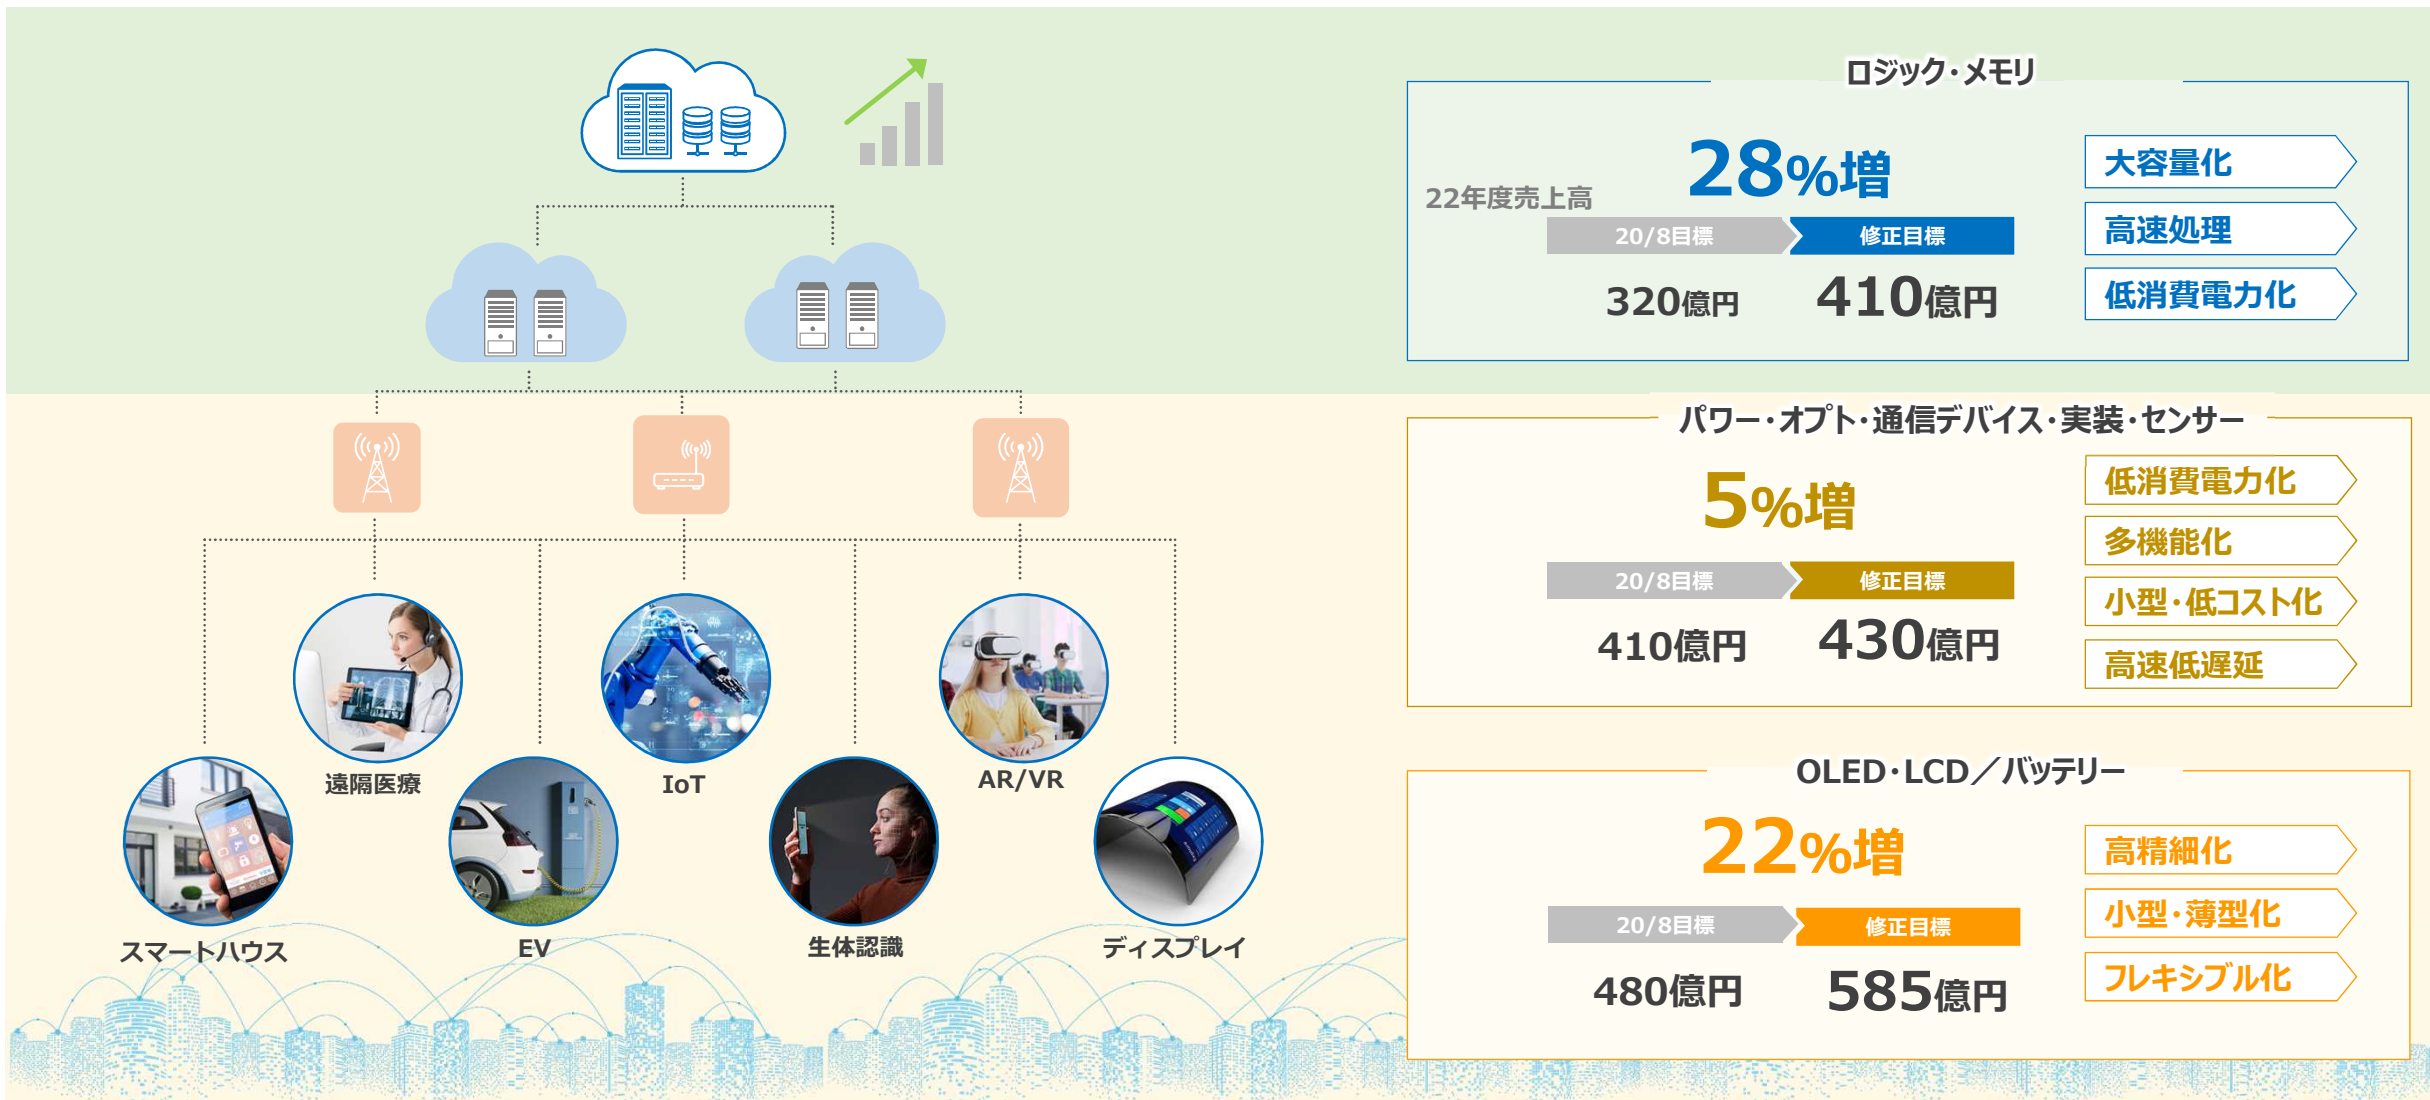 ロジック・メモリ
28%増
22年度売上高
20/8目標
修正目標
320億円
410億円
大容量化
高速処理
低消費電力化
パワー・オプト・通信デバイス・実装・センサー
5%増
20/8目標
修正目標
410億円
430億円
低消費電力化
多機能化
小型・低コスト化
高速低遅延
OLED・LCD／バッテリー
22%増
20/8目標
修正目標
480億円
585億円
高精細化
小型・薄型化
フレキシブル化
遠隔医療
IoT
AR/VR
スマートハウス
EV
生体認識
ディスプレイ